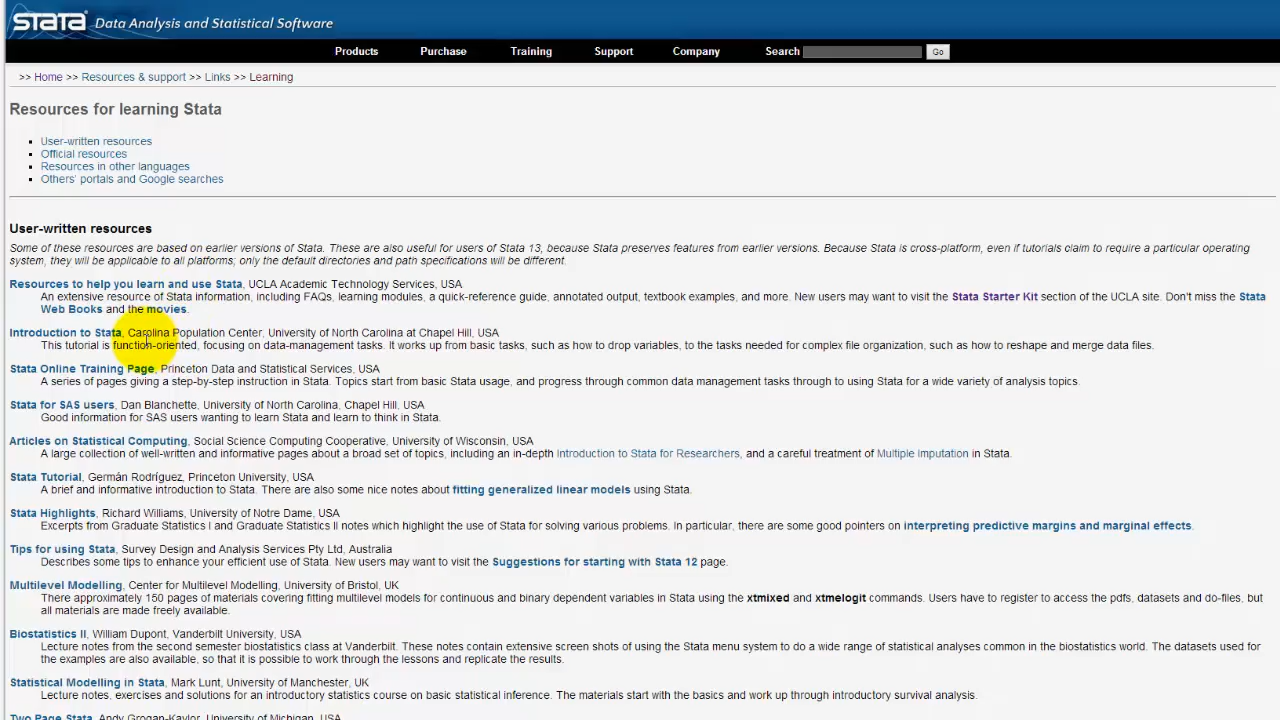 STATA Data Analysis and Statistical Software
Products Purchase Training Support Company Search Go
>> Home >> Resources & support >> Links >> Learning
Resources for learning Stata
User-written resources
Official resources
Resources in other languages
Others' portals and Google searches
User-written resources
Some of these resources are based on earlier versions of Stata. These are also useful for users of Stata 13, because Stata preserves features from earlier versions. Because Stata is cross-platform, even if tutorials claim to require a particular operating
system, they will be applicable to all platforms; only the default directories and path specifications will be different.
Resources to help you learn and use Stata, UCLA Academic Technology Services, USA
An extensive resource of Stata information, including FAQs, learning modules, a quick-reference guide, annotated output, textbook examples, and more. New users may want to visit the Stata Starter Kit section of the UCLA site. Don't miss the Stata
Web Books and the movies.
Introduction to Stata, Carolina Population Center, University of North Carolina at Chapel Hill, USA
This tutorial is function-oriented, focusing on data-management tasks. It works up from basic tasks, such as how to drop variables, to the tasks needed for complex file organization, such as how to reshape and merge data files.
Stata Online Training Page, Princeton Data and Statistical Services, USA
A series of pages giving a step-by-step instruction in Stata. Topics start from basic Stata usage, and progress through common data management tasks through to using Stata for a wide variety of analysis topics.
Stata for SAS users, Dan Blanchette, University of North Carolina, Chapel Hill, USA
Good information for SAS users wanting to learn Stata and learn to think in Stata.
Articles on Statistical Computing, Social Science Computing Cooperative, University of Wisconsin, USA
A large collection of well-written and informative pages about a broad set of topics, including an in-depth Introduction to Stata for Researchers, and a careful treatment of Multiple Imputation in Stata.
Stata Tutorial, Germán Rodríguez, Princeton University, USA
A brief and informative introduction to Stata. There are also some nice notes about fitting generalized linear models using Stata.
Stata Highlights, Richard Williams, University of Notre Dame, USA
Excerpts from Graduate Statistics I and Graduate Statistics II notes which highlight the use of Stata for solving various problems. In particular, there are some good pointers on interpreting predictive margins and marginal effects.
Tips for using Stata, Survey Design and Analysis Services Pty Ltd, Australia
Describes some tips to enhance your efficient use of Stata. New users may want to visit the Suggestions for starting with Stata 12 page.
Multilevel Modelling, Center for Multilevel Modelling, University of Bristol, UK
There approximately 150 pages of materials covering fitting multilevel models for continuous and binary dependent variables in Stata using the xtmixed and xtmelogit commands. Users have to register to access the pdfs, datasets and do-files, but
all materials are made freely available.
Biostatistics II, William Dupont, Vanderbilt University, USA
Lecture notes from the second semester biostatistics class at Vanderbilt. These notes contain extensive screen shots of using the Stata menu system to do a wide range of statistical analyses common in the biostatistics world. The datasets used for
the examples are also available, so that it is possible to work through the lessons and replicate the results.
Statistical Modelling in Stata, Mark Lunt, University of Manchester, UK
Lecture notes, exercises and solutions for an introductory statistics course on basic statistical inference. The materials start with the basics and work up through introductory survival analysis.
Two Page Stata, Andy Grogan-Kaylor, University of Michigan, USA